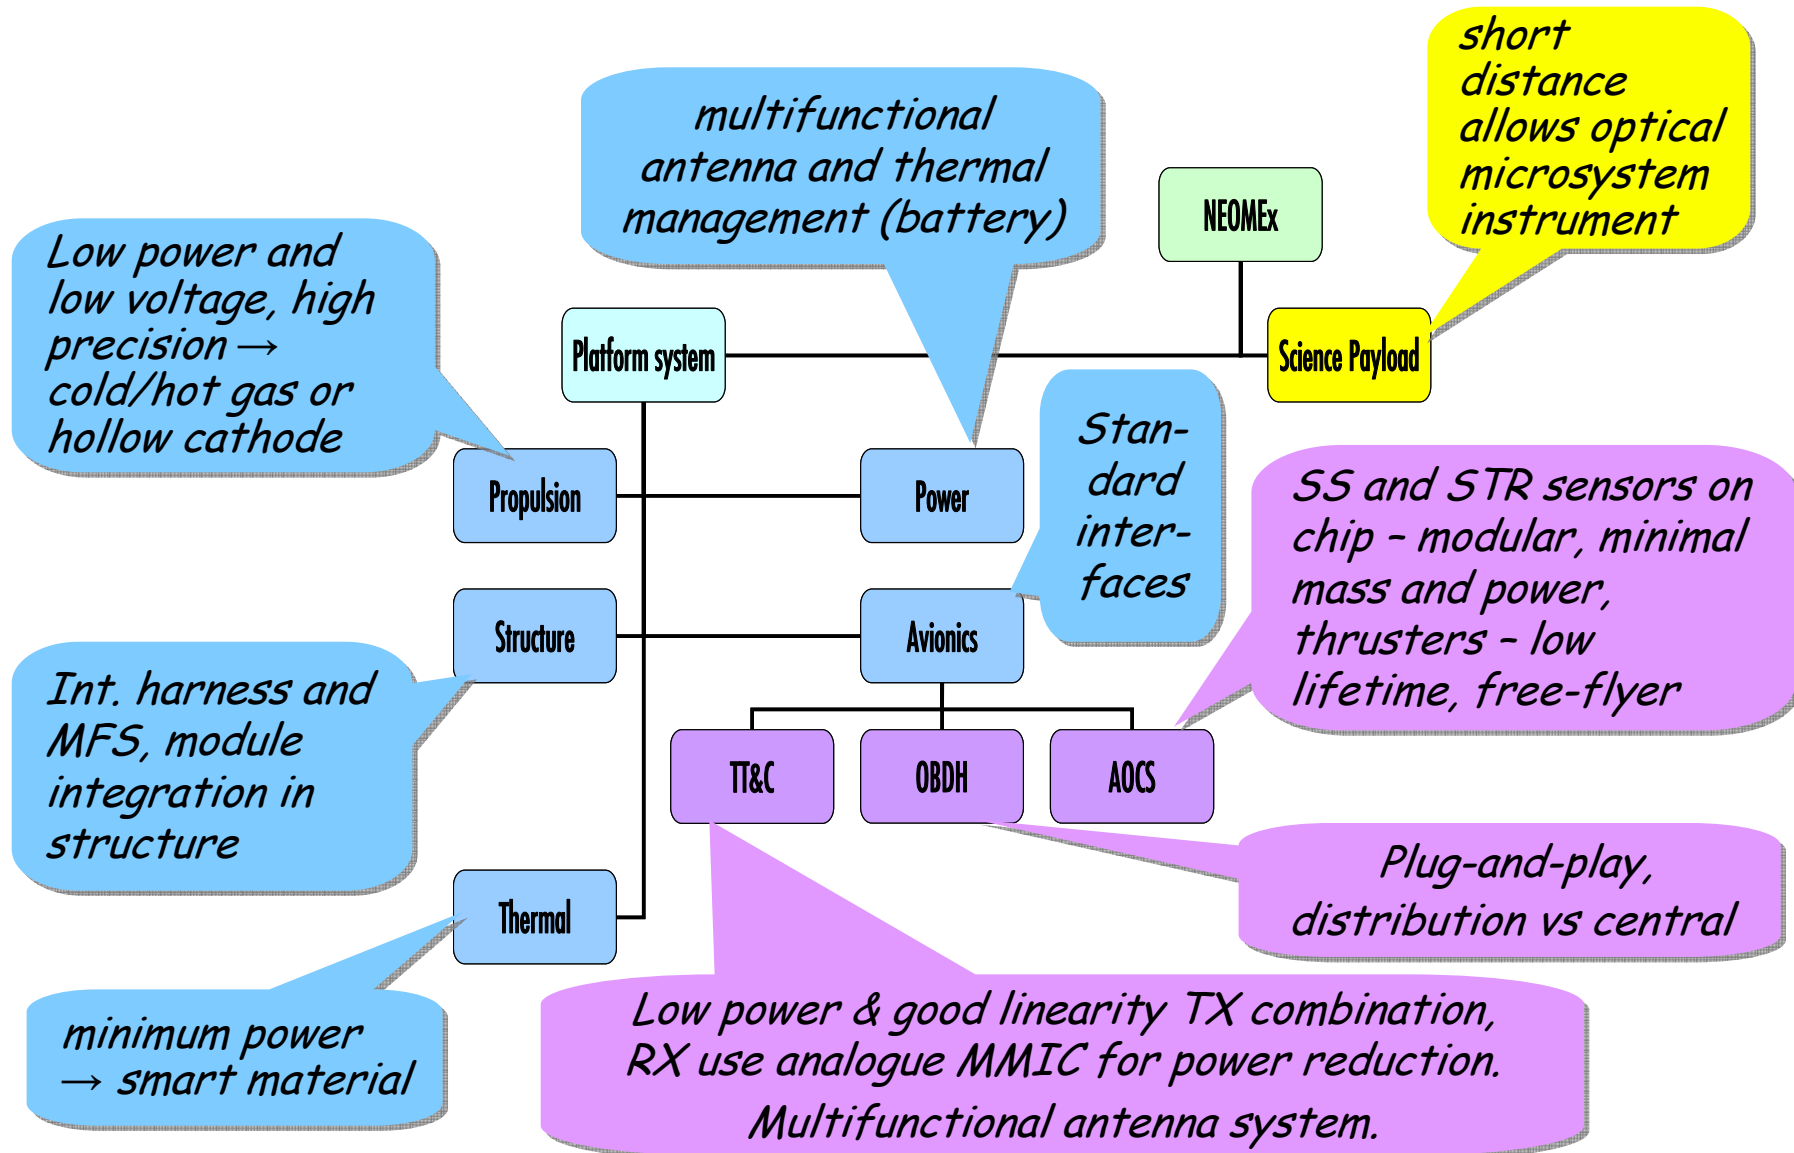 short
distance
allows optical
microsystem
instrument
multifunctional
antenna and thermal
management (battery)
NEOMEx
Low power and
low voltage, high
precision →
cold/hot gas or
hollow cathode
Platform system
Science Payload
Stan-
dard
inter-
faces
Propulsion
Power
SS and STR sensors on
chip – modular, minimal
mass and power,
thrusters – low
lifetime, free-flyer
Structure
Avionics
Int. harness and
MFS, module
integration in
structure
TT&C
OBDH
AOCS
Plug-and-play,
distribution vs central
Thermal
minimum power
→ smart material
Low power & good linearity TX combination,
RX use analogue MMIC for power reduction.
Multifunctional antenna system.